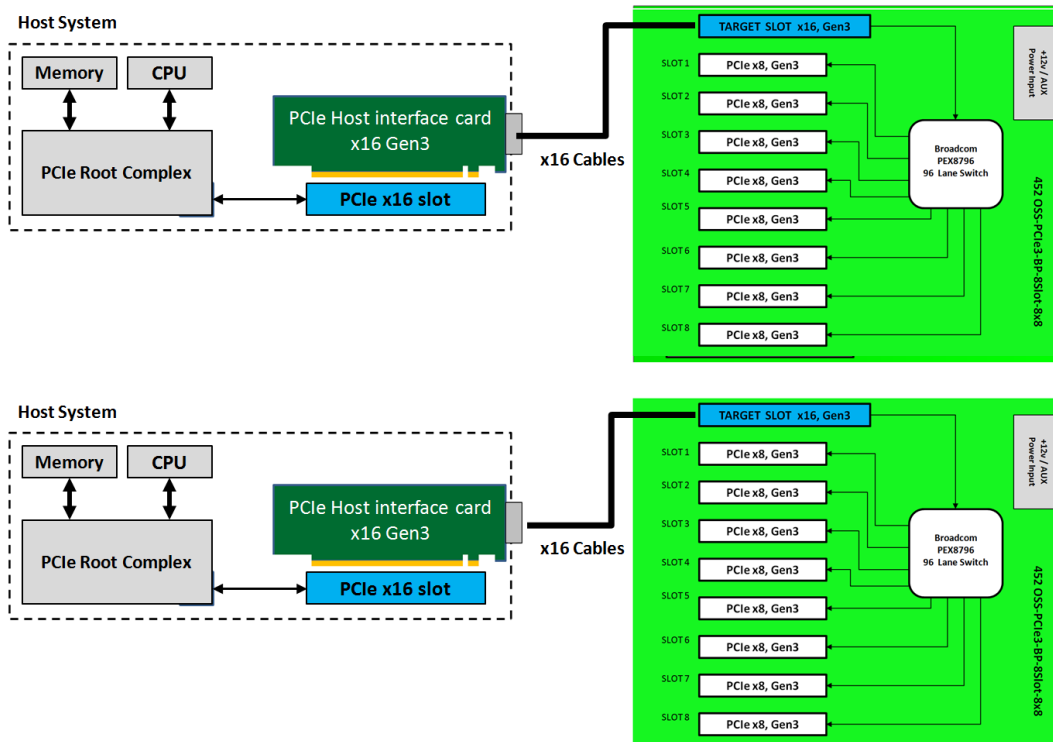 Host System
Memory
CPU
PCIe Root Complex
PCIe Host interface card
x16 Gen3
PCIe x16 slot
x16 Cables
TARGET SLOT x16, Gen3
SLOT 1
PCIe x8, Gen3
SLOT 2
PCIe x8, Gen3
SLOT 3
PCIe x8, Gen3
SLOT 4
PCIe x8, Gen3
SLOT 5
PCIe x8, Gen3
SLOT 6
PCIe x8, Gen3
SLOT 7
PCIe x8, Gen3
SLOT 8
PCIe x8, Gen3
Broadcom
PEX8796
96 Lane Switch
+12v / AUX
Power Input
452 OSS-PCIe3-BP-8Slot-8x8
Host System
Memory
CPU
PCIe Root Complex
PCIe Host interface card
x16 Gen3
PCIe x16 slot
x16 Cables
TARGET SLOT x16, Gen3
SLOT 1
PCIe x8, Gen3
SLOT 2
PCIe x8, Gen3
SLOT 3
PCIe x8, Gen3
SLOT 4
PCIe x8, Gen3
SLOT 5
PCIe x8, Gen3
SLOT 6
PCIe x8, Gen3
SLOT 7
PCIe x8, Gen3
SLOT 8
PCIe x8, Gen3
Broadcom
PEX8796
96 Lane Switch
+12v / AUX
Power Input
452 OSS-PCIe3-BP-8Slot-8x8